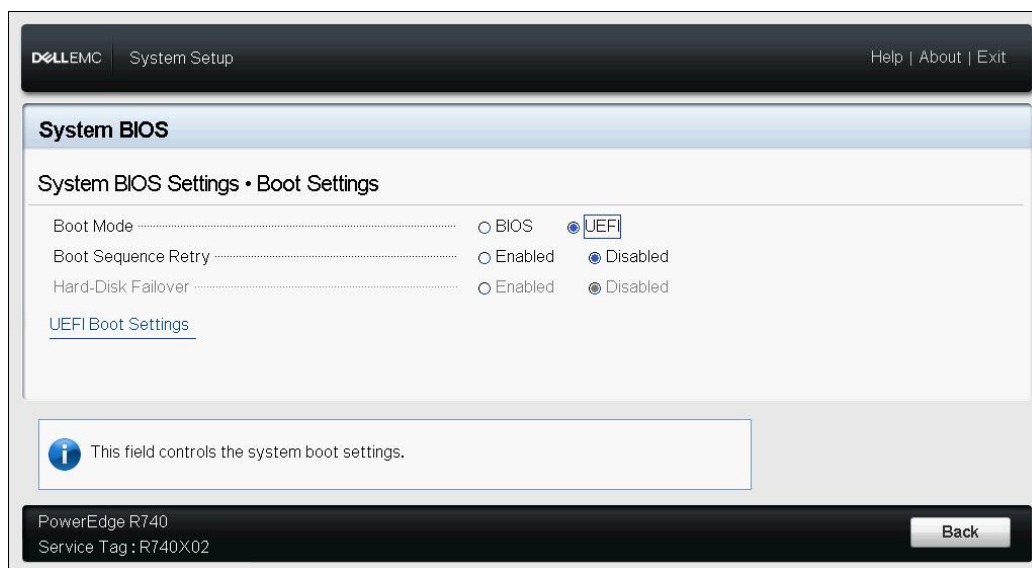 DELLEMC System Setup Help | About | Exit
System BIOS
System BIOS Settings • Boot Settings
Boot Mode BIOS UEFI
Boot Sequence Retry Enabled Disabled
Hard-Disk Failover Enabled Disabled
UEFI Boot Settings
This field controls the system boot settings.
PowerEdge R740
Service Tag : R740X02
Back